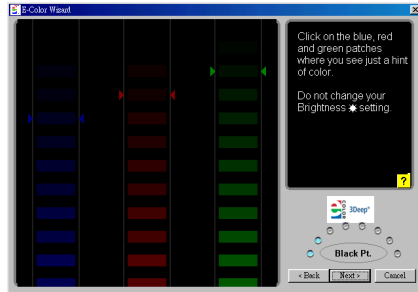 E-Color Wizard
Click on the blue, red
and green patches
where you see just a hint
of color.
Do not change your
Brightness setting.
?
3Deep®
Black Pt.
< Back
Next >
Cancel